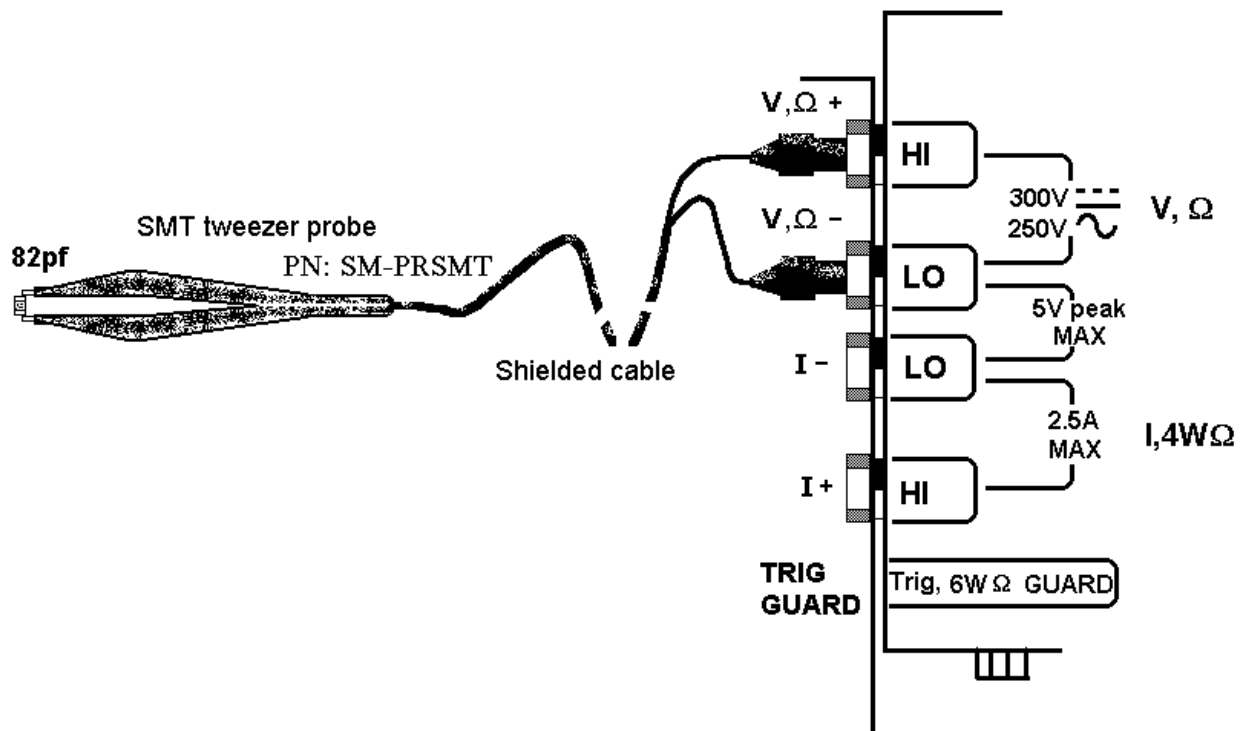 V,Ω +
HI
300V
250V
V, Ω
SMT tweezer probe
V,Ω −
82pf
PN: SM-PRSMT
LO
5V peak
MAX
Shielded cable
I −
LO
2.5A
MAX
I,4WΩ
I +
HI
TRIG
GUARD
Trig, 6W Ω GUARD